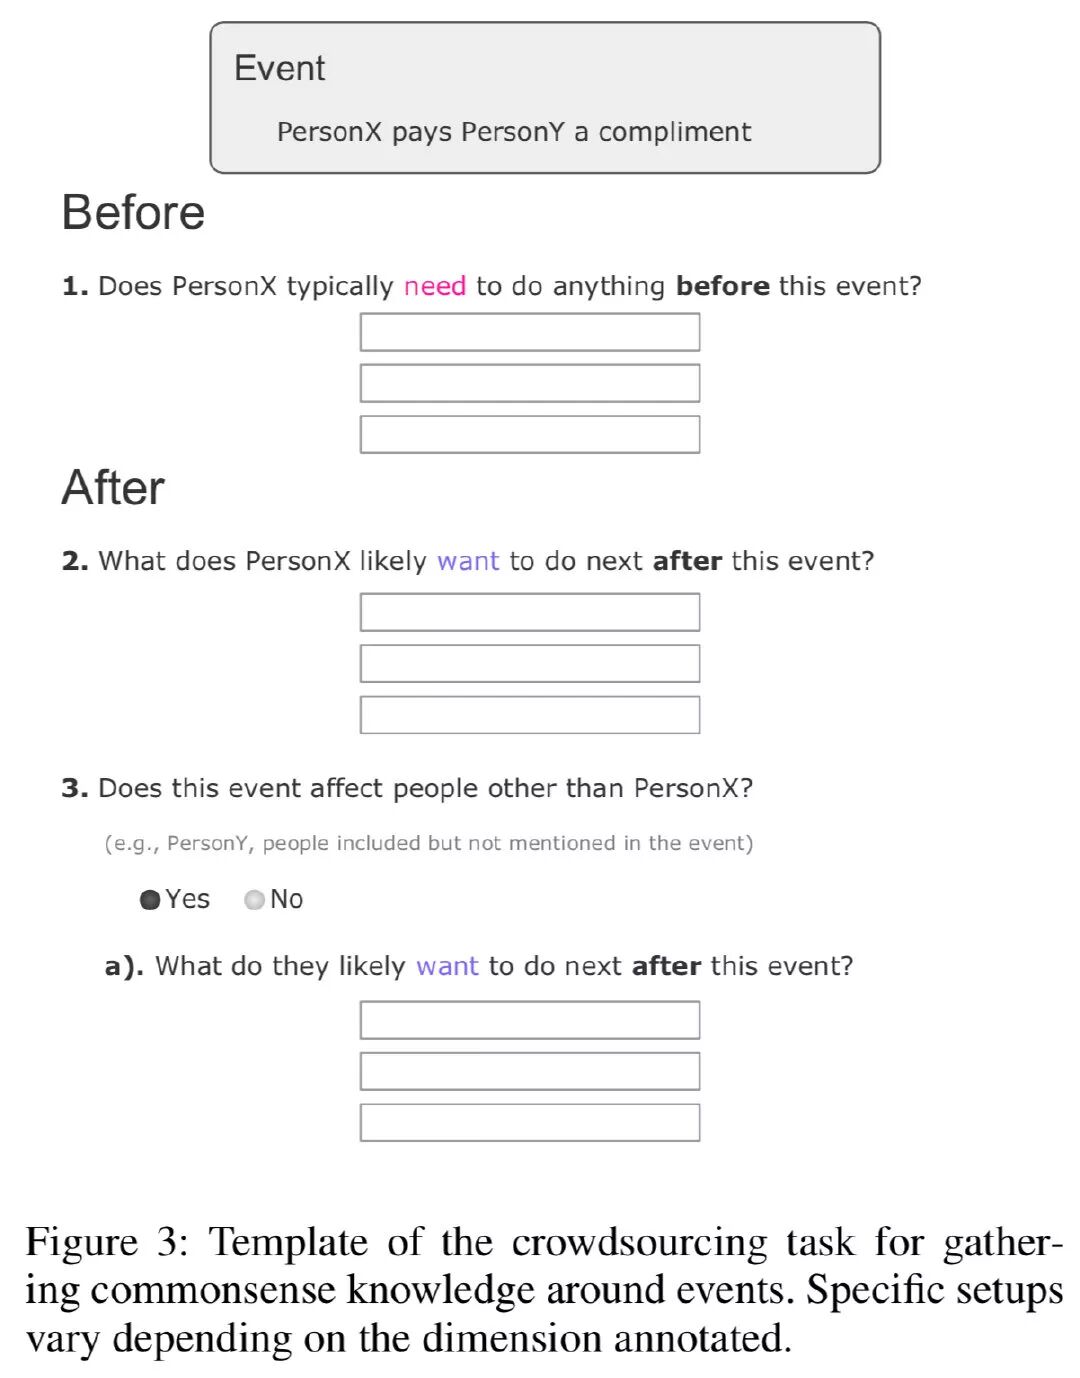 Event
PersonX pays PersonY a compliment
Before
1. Does PersonX typically need to do anything before this event?
After
2. What does PersonX likely want to do next after this event?
3. Does this event affect people other than PersonX?
(e.g., PersonY, people included but not mentioned in the event)
Yes No
a). What do they likely want to do next after this event?
Figure 3: Template of the crowdsourcing task for gather-
ing commonsense knowledge around events. Specific setups
vary depending on the dimension annotated.